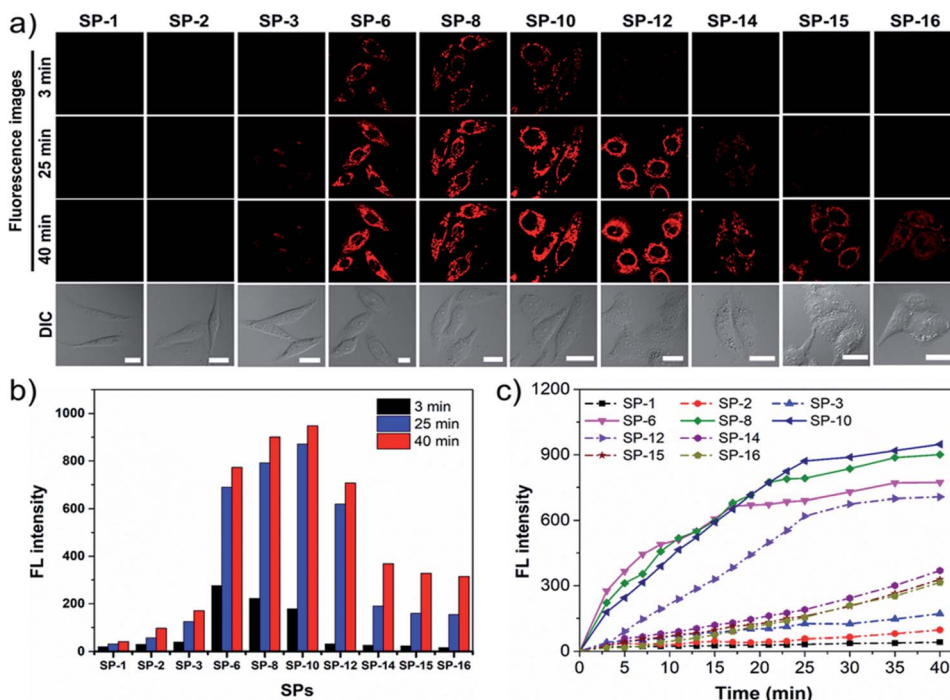 a)
SP-1 SP-2 SP-3 SP-6 SP-8 SP-10 SP-12 SP-14 SP-15 SP-16
Fluorescence images
3 min
25 min
40 min
DIC
b)
1000
800
600
400
200
0
FL intensity
3 min
25 min
40 min
SP-1 SP-2 SP-3 SP-6 SP-8 SP-10 SP-12 SP-14 SP-15 SP-16
SPs
c)
1200
900
600
300
0
FL intensity
SP-1 SP-2 SP-3
SP-6 SP-8 SP-10
SP-12 SP-14
SP-15 SP-16
0 5 10 15 20 25 30 35 40
Time (min)